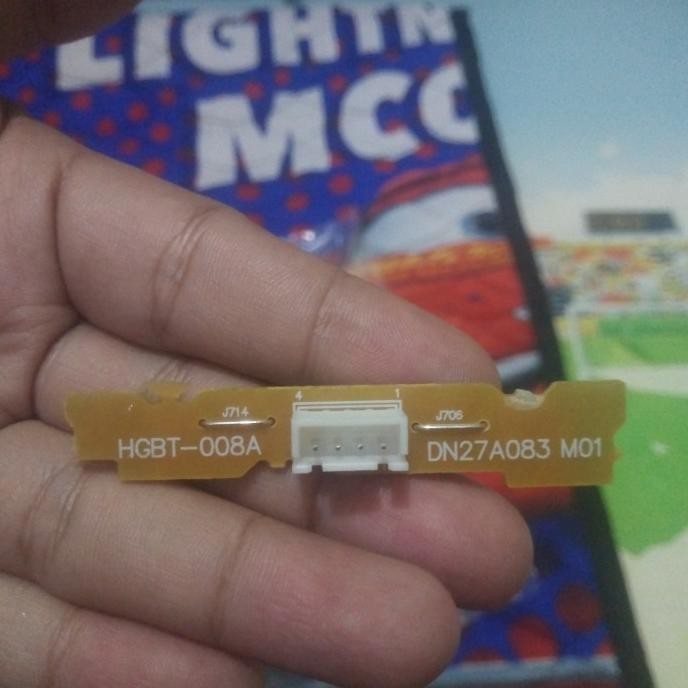 LIGHTN
MCQ
4 1
J714 J706
HGBT-008A DN27A083 M01